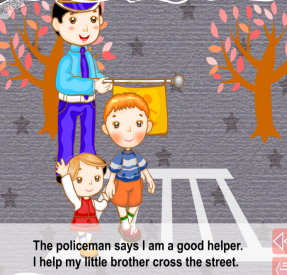 The policeman says I am a good helper.
I help my little brother cross the street.